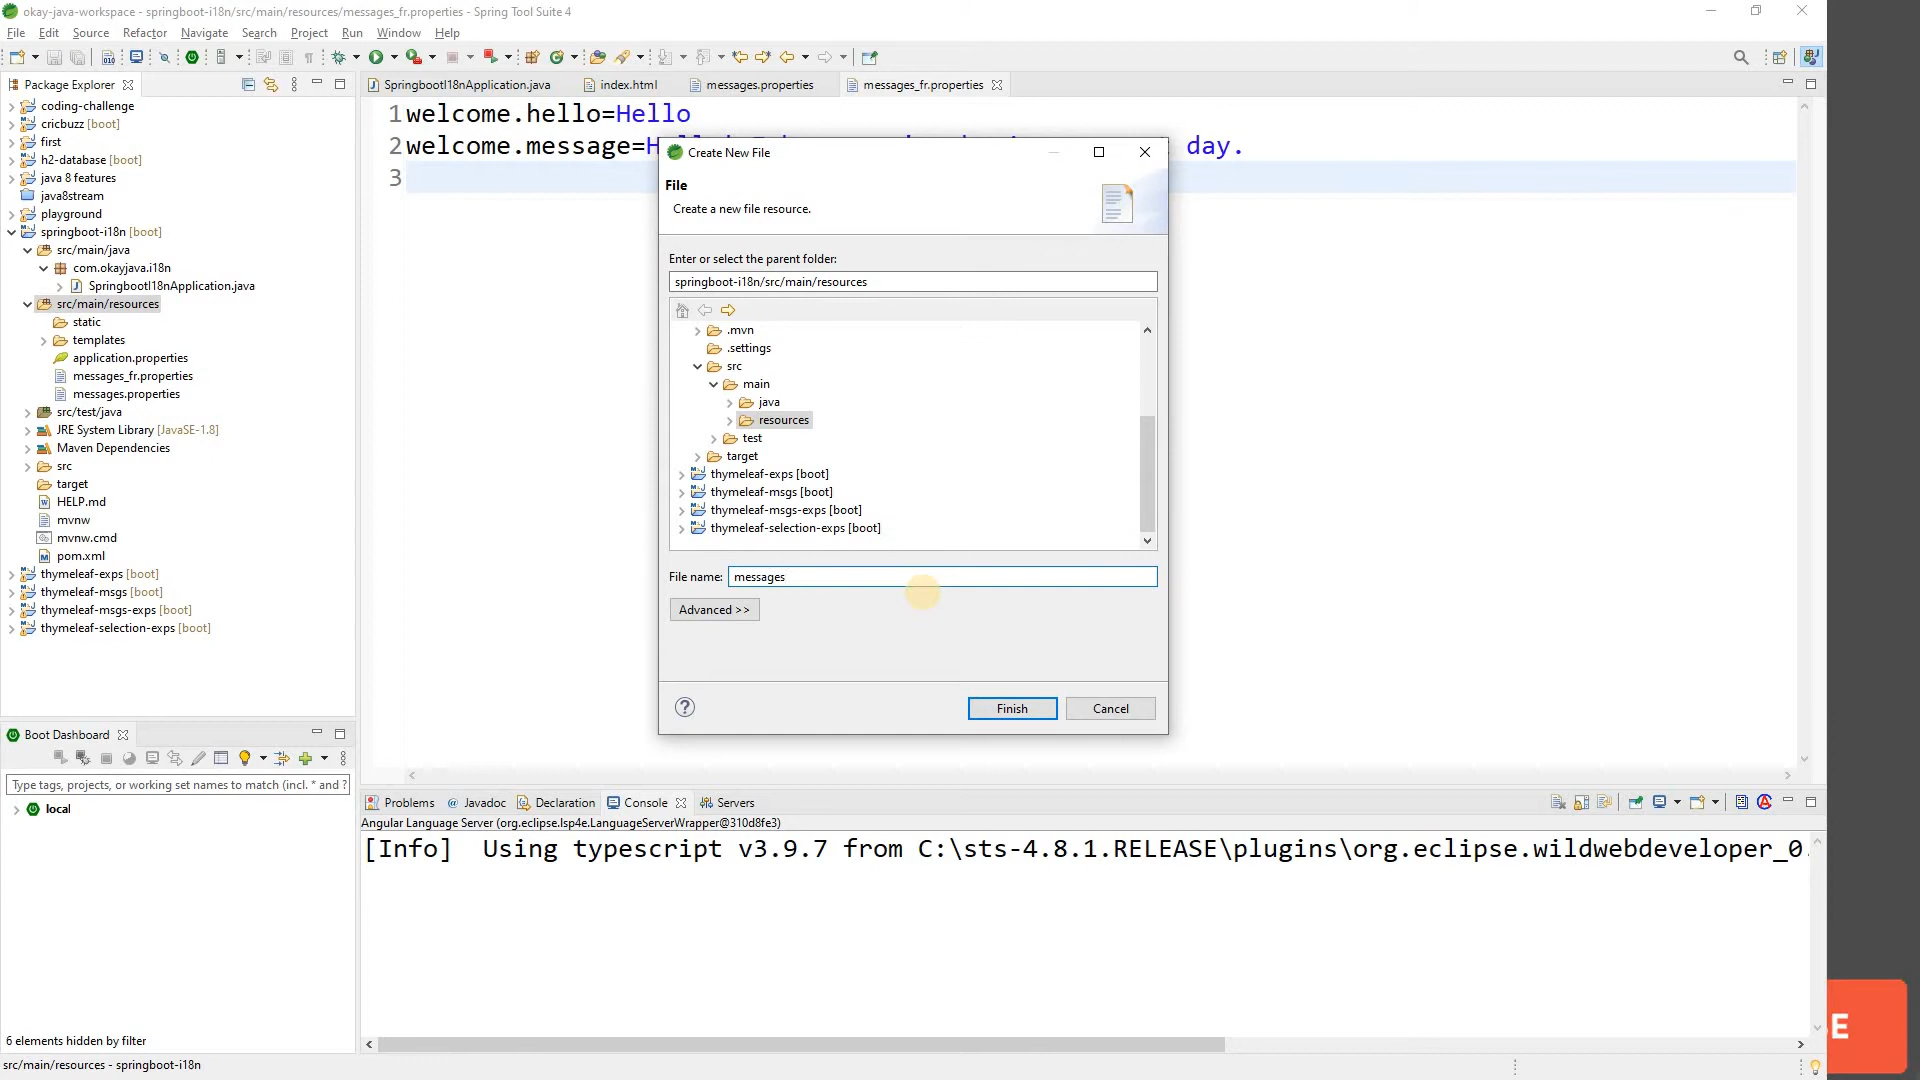 okay-java-workspace - springboot-i18n/src/main/resources/messages_fr.properties - Spring Tool Suite 4
File Edit Source Refactor Navigate Search Project Run Window Help
Package Explorer
SpringbootI18nApplication.java index.html messages.properties messages_fr.properties
coding-challenge
cricbuzz [boot]
first
h2-database [boot]
java 8 features
java8stream
playground
springboot-i18n [boot]
src/main/java
com.okayjava.i18n
SpringbootI18nApplication.java
src/main/resources
static
templates
application.properties
messages_fr.properties
messages.properties
src/test/java
JRE System Library [JavaSE-1.8]
Maven Dependencies
src
target
HELP.md
mvnw
mvnw.cmd
pom.xml
thymeleaf-exps [boot]
thymeleaf-msgs [boot]
thymeleaf-msgs-exps [boot]
thymeleaf-selection-exps [boot]
1 welcome.hello=Hello
2 welcome.message= day.
3
Create New File
File
Create a new file resource.
Enter or select the parent folder:
springboot-i18n/src/main/resources
.mvn
.settings
src
main
java
resources
test
target
thymeleaf-exps [boot]
thymeleaf-msgs [boot]
thymeleaf-msgs-exps [boot]
thymeleaf-selection-exps [boot]
File name: messages
Advanced >>
Finish Cancel
Boot Dashboard
Type tags, projects, or working set names to match (incl. * and ?
local
6 elements hidden by filter
Problems Javadoc Declaration Console Servers
Angular Language Server (org.eclipse.lsp4e.LanguageServerWrapper@310d8fe3)
[Info] Using typescript v3.9.7 from C:\sts-4.8.1.RELEASE\plugins\org.eclipse.wildwebdeveloper_0.
src/main/resources - springboot-i18n